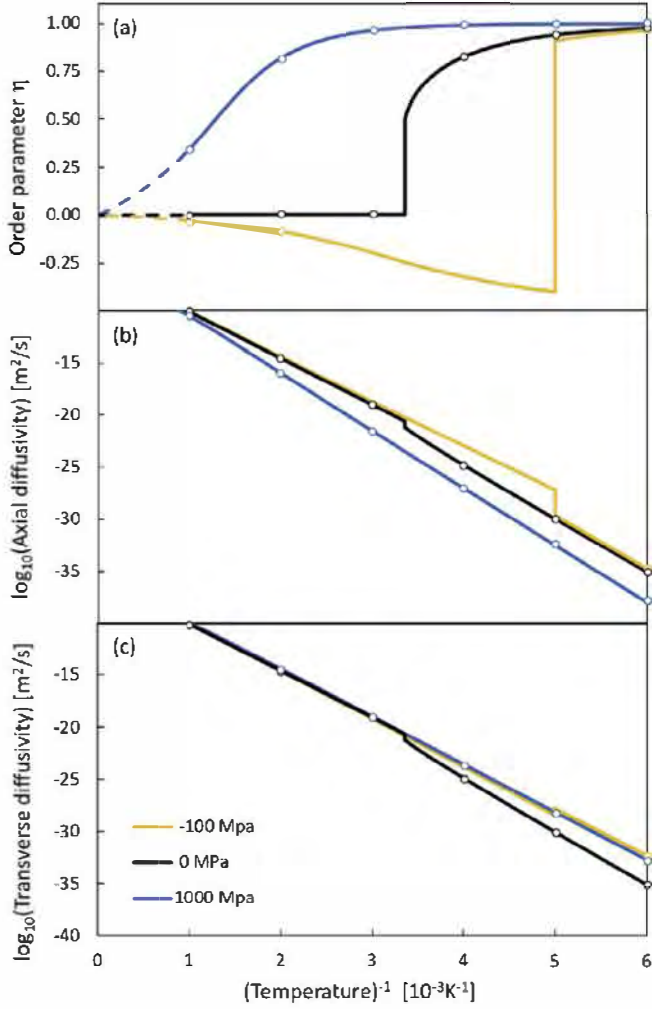 (a)
1.00
0.75
0.50
0.25
0.00
-0.25
Order parameter η
(b)
-15
-20
-25
-30
-35
log₁₀(Axial diffusivity) [m²/s]
(c)
-15
-20
-25
-30
-35
-40
log₁₀(Transverse diffusivity) [m²/s]
-100 Mpa
0 MPa
1000 Mpa
0 1 2 3 4 5 6
(Temperature)⁻¹ [10⁻³K⁻¹]